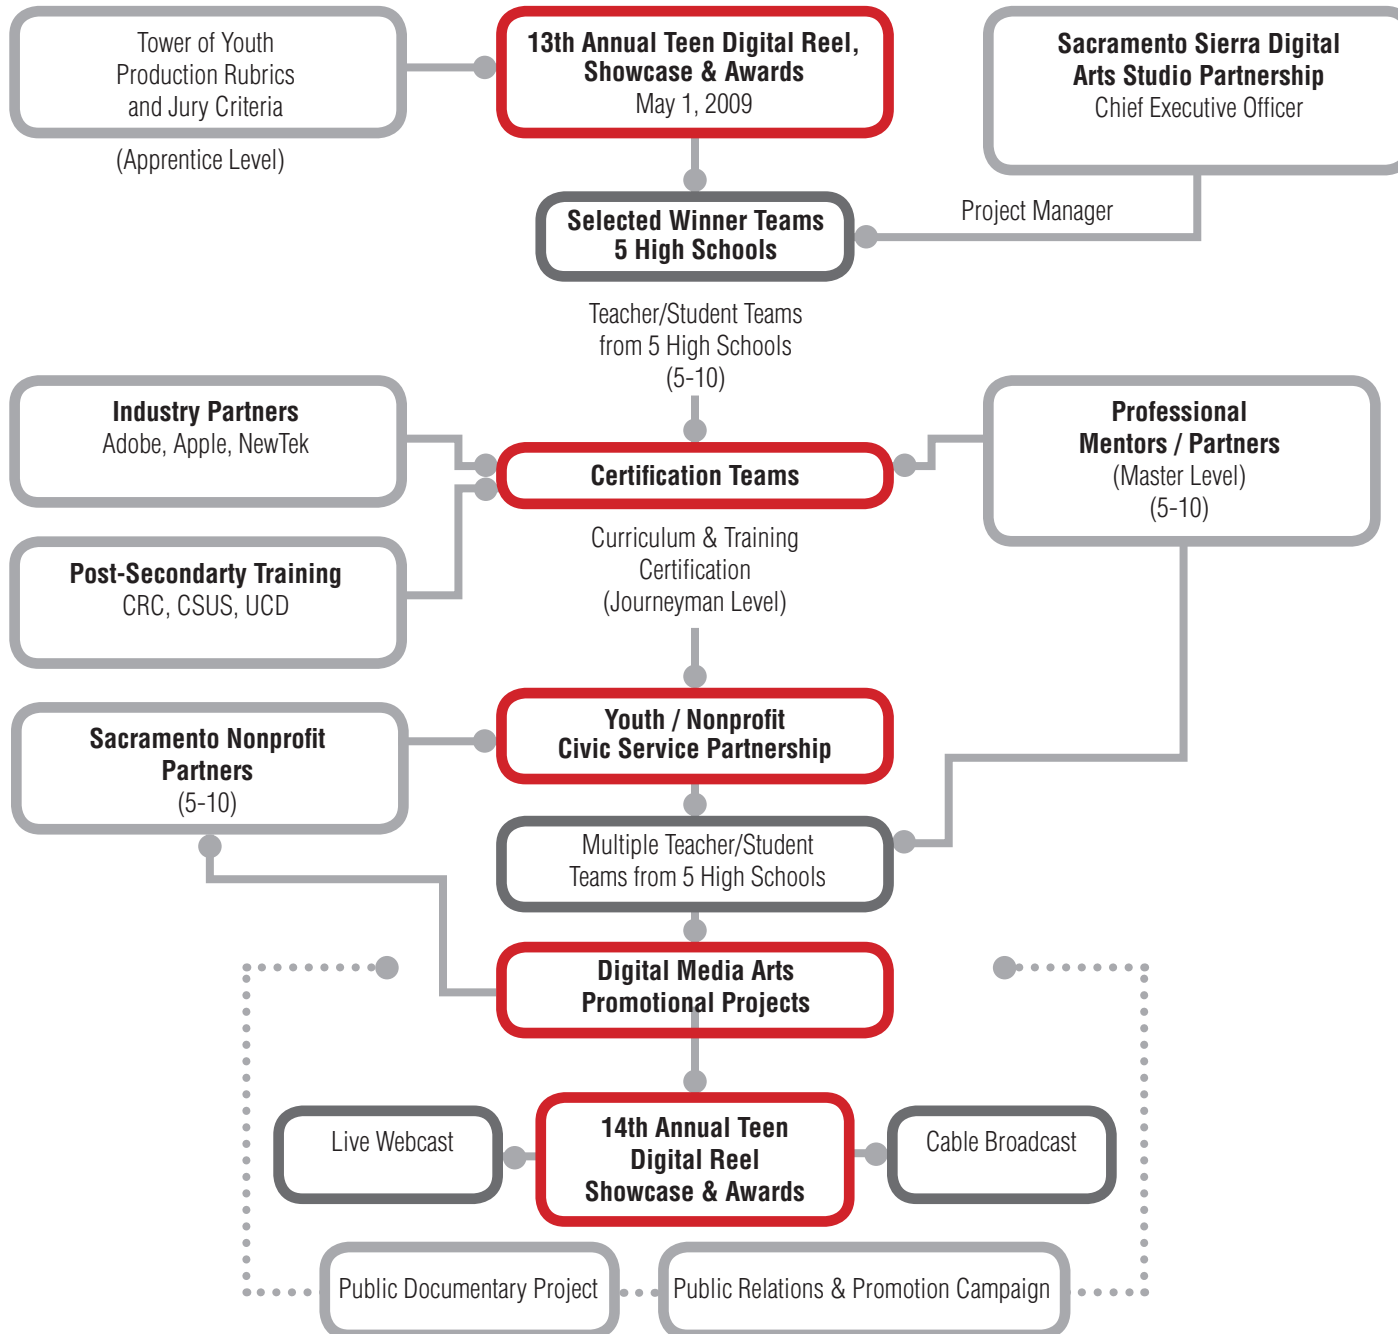 Tower of Youth
Production Rubrics
and Jury Criteria
(Apprentice Level)
13th Annual Teen Digital Reel,
Showcase & Awards
May 1, 2009
Sacramento Sierra Digital
Arts Studio Partnership
Chief Executive Officer
Project Manager
Selected Winner Teams
5 High Schools
Teacher/Student Teams
from 5 High Schools
(5-10)
Industry Partners
Adobe, Apple, NewTek
Professional
Mentors / Partners
(Master Level)
(5-10)
Certification Teams
Post-Secondarty Training
CRC, CSUS, UCD
Curriculum & Training
Certification
(Journeyman Level)
Sacramento Nonprofit
Partners
(5-10)
Youth / Nonprofit
Civic Service Partnership
Multiple Teacher/Student
Teams from 5 High Schools
Digital Media Arts
Promotional Projects
Live Webcast
14th Annual Teen
Digital Reel
Showcase & Awards
Cable Broadcast
Public Documentary Project
Public Relations & Promotion Campaign